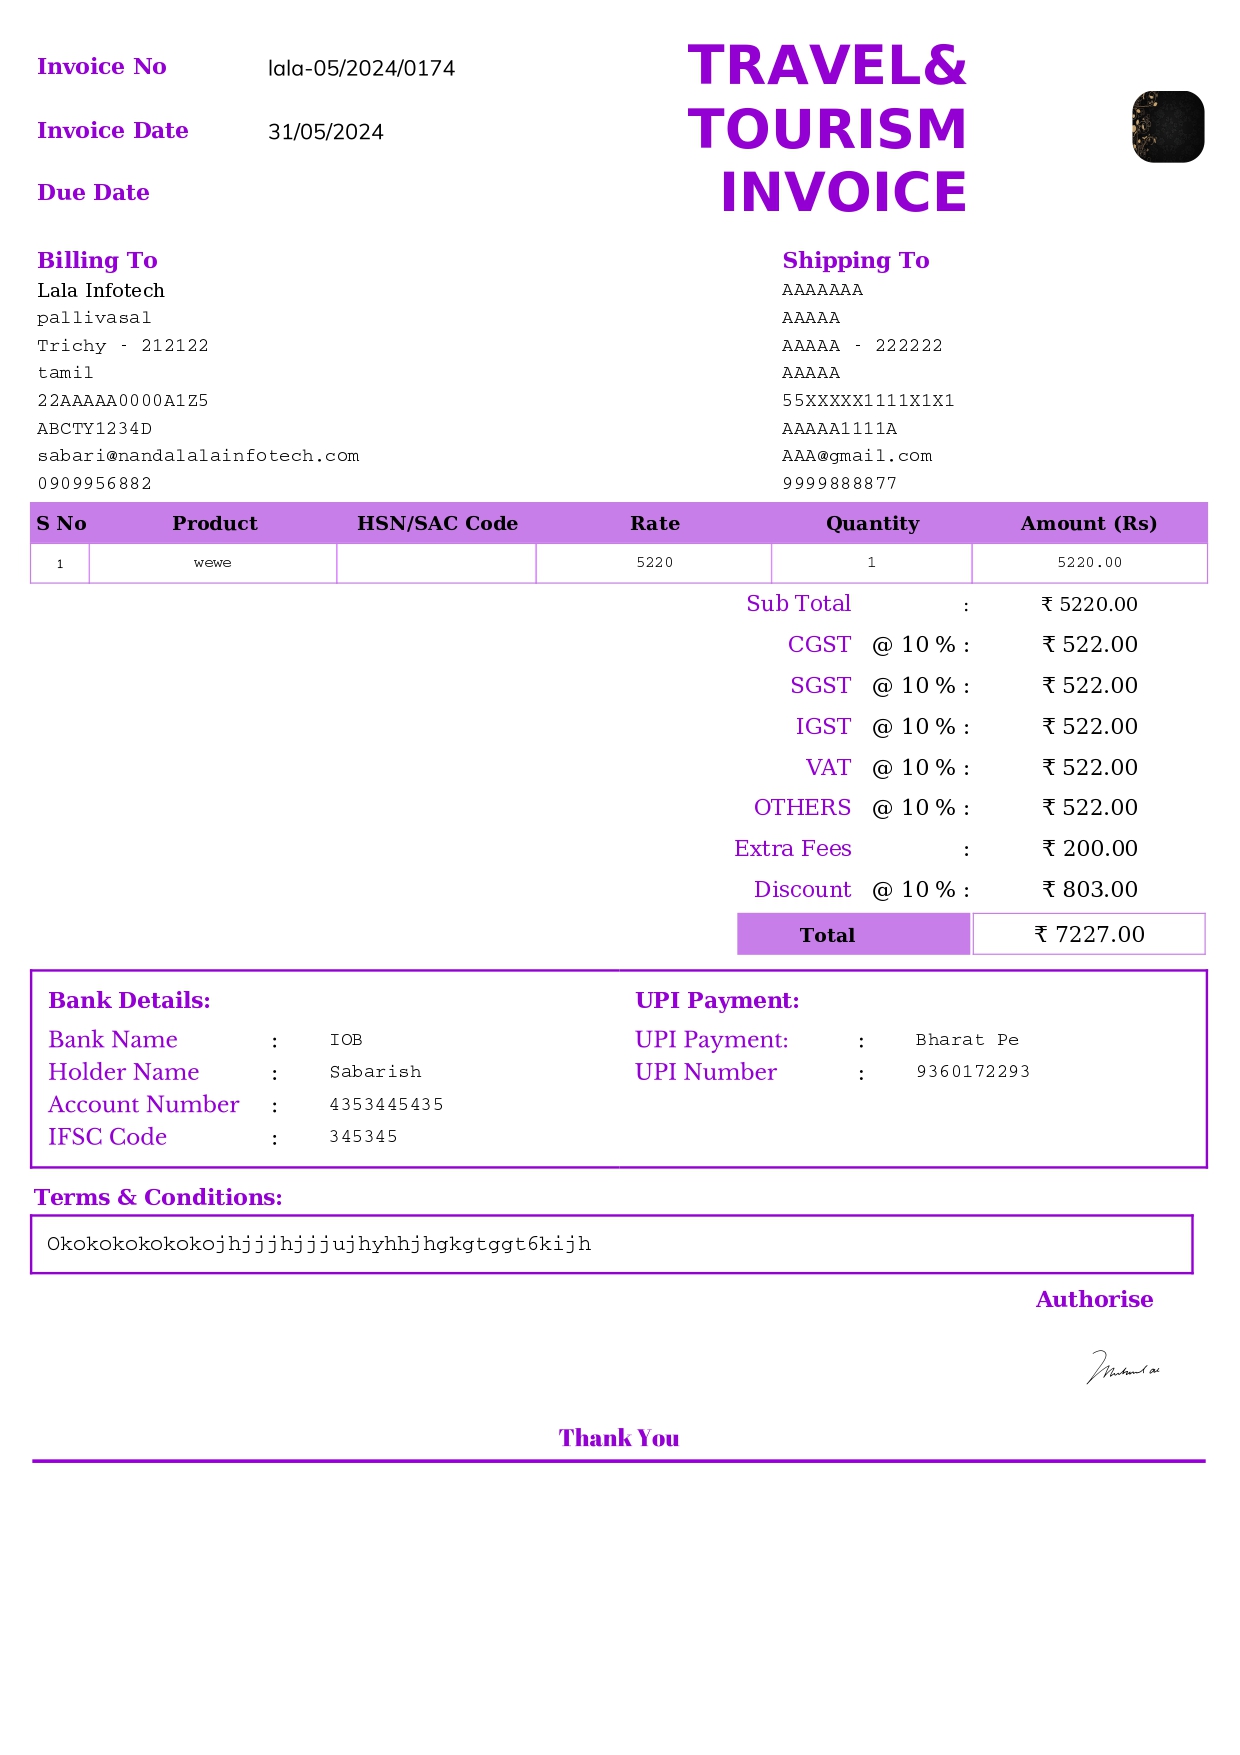 Invoice No lala-05/2024/0174
Invoice Date 31/05/2024
Due Date
TRAVEL&
TOURISM
INVOICE
Billing To
Lala Infotech
pallivasal
Trichy - 212122
tamil
22AAAAA0000A1Z5
ABCTY1234D
sabari@nandalalainfotech.com
0909956882
Shipping To
AAAAAAA
AAAAA
AAAAA - 222222
AAAAA
55XXXXX1111X1X1
AAAAA1111A
AAA@gmail.com
9999888877
S No Product HSN/SAC Code Rate Quantity Amount (Rs)
1 wewe 5220 1 5220.00
Sub Total : ₹ 5220.00
CGST @ 10 % : ₹ 522.00
SGST @ 10 % : ₹ 522.00
IGST @ 10 % : ₹ 522.00
VAT @ 10 % : ₹ 522.00
OTHERS @ 10 % : ₹ 522.00
Extra Fees : ₹ 200.00
Discount @ 10 % : ₹ 803.00
Total ₹ 7227.00
Bank Details:
Bank Name : IOB
Holder Name : Sabarish
Account Number : 4353445435
IFSC Code : 345345
UPI Payment:
UPI Payment: : Bharat Pe
UPI Number : 9360172293
Terms & Conditions:
Okokokokokokojhjjjhjjjujhyhhjhgkgtggt6kijh
Authorise
Thank You